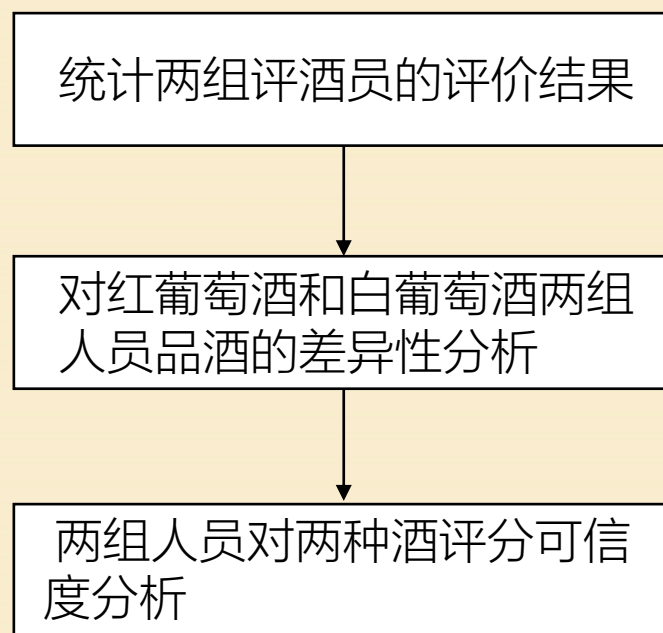 统计两组评酒员的评价结果
对红葡萄酒和白葡萄酒两组
人员品酒的差异性分析
两组人员对两种酒评分可信
度分析